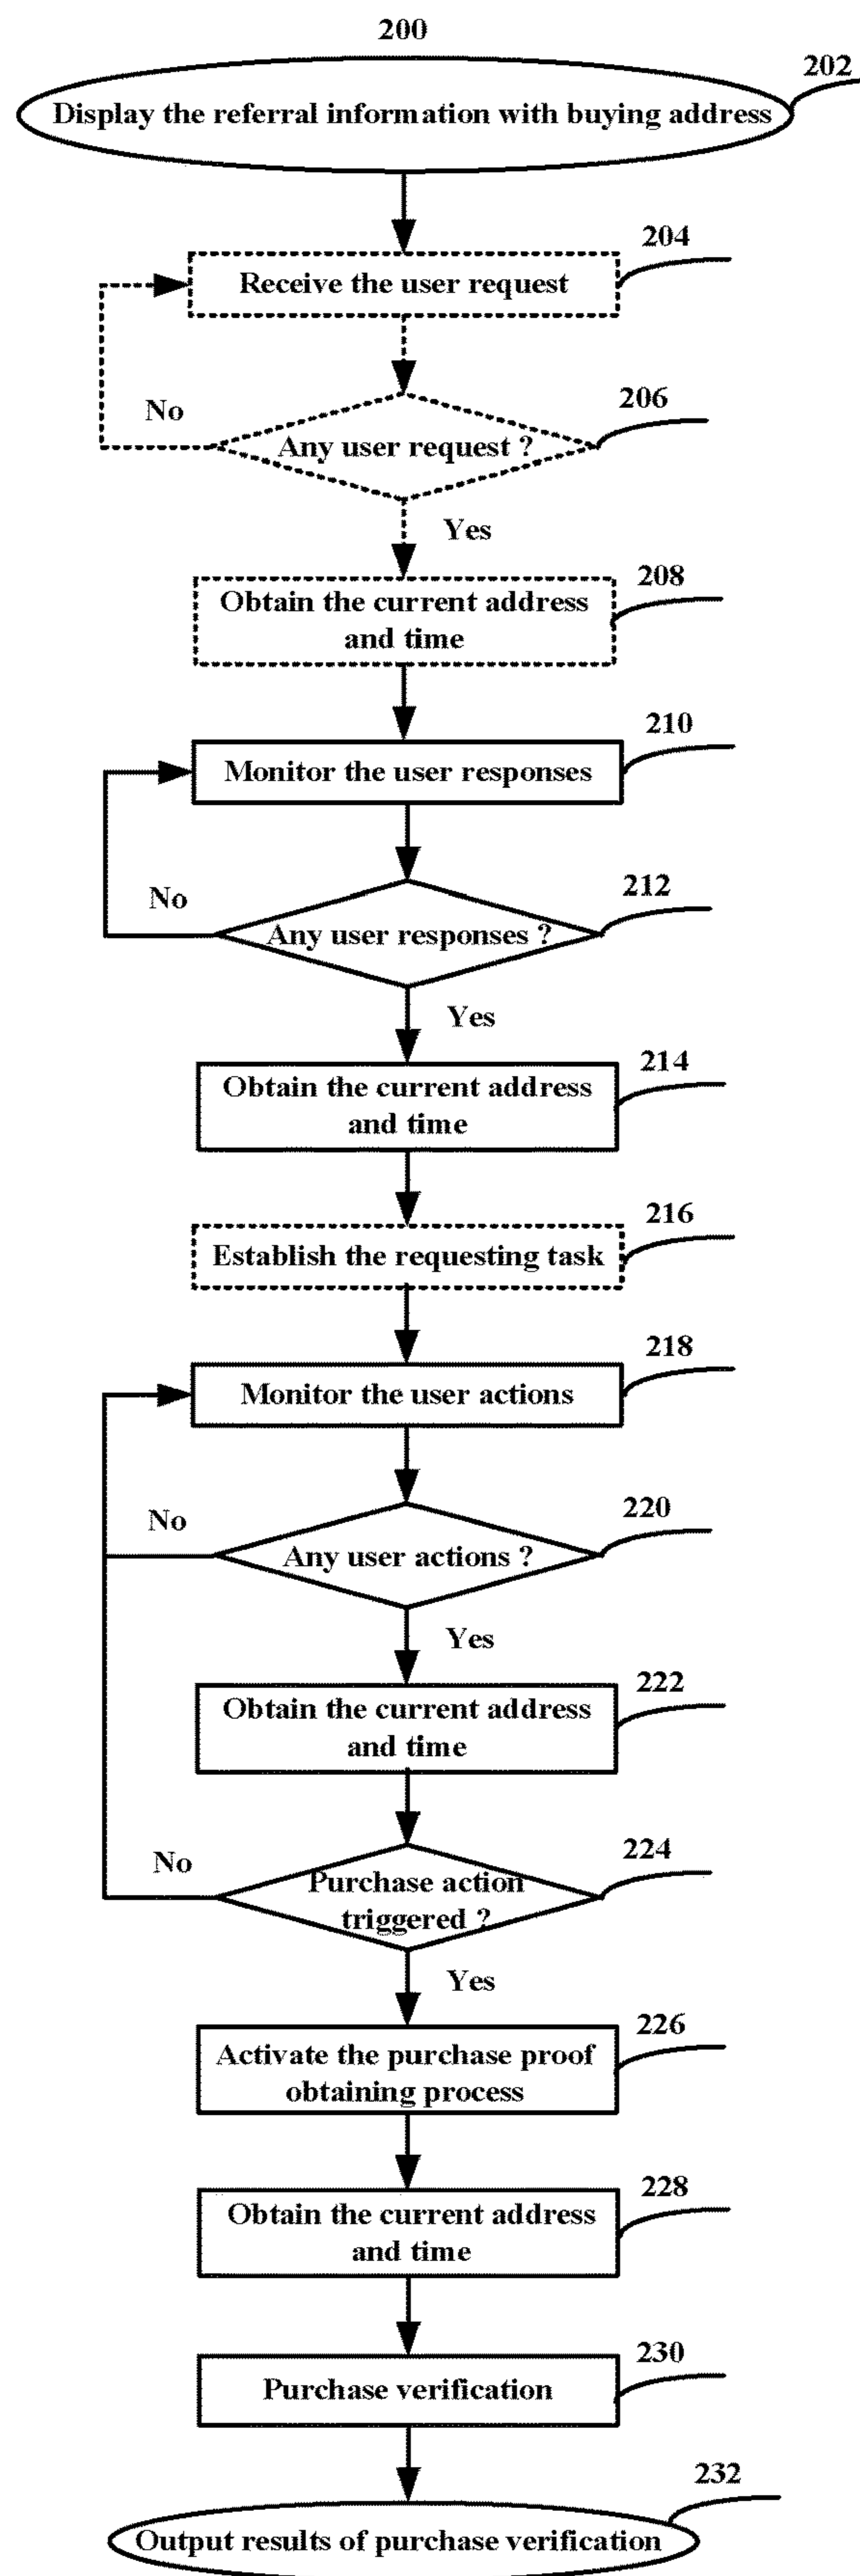 200
202
Display the referral information with buying address
204
Receive the user request
No
206
Any user request ?
Yes
208
Obtain the current address
and time
210
Monitor the user responses
No
212
Any user responses ?
Yes
214
Obtain the current address
and time
216
Establish the requesting task
218
Monitor the user actions
No
220
Any user actions ?
Yes
222
Obtain the current address
and time
No
224
Purchase action
triggered ?
Yes
226
Activate the purchase proof
obtaining process
228
Obtain the current address
and time
230
Purchase verification
232
Output results of purchase verification